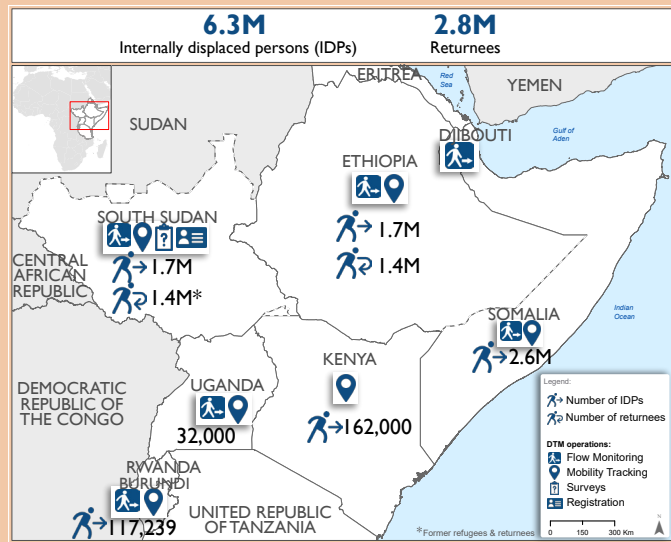 6.3M
Internally displaced persons (IDPs)
2.8M
Returnees
ERITREA
Red
Sea
YEMEN
SUDAN
DJIBOUTI
Gulf of
Aden
ETHIOPIA
1.7M
1.4M
SOUTH SUDAN
1.7M
1.4M*
CENTRAL
AFRICAN
REPUBLIC
SOMALIA
2.6M
Indian
Ocean
KENYA
162,000
UGANDA
32,000
DEMOCRATIC
REPUBLIC OF
THE CONGO
RWANDA
BURUNDI
117,239
UNITED REPUBLIC
OF TANZANIA
Legend:
Number of IDPs
Number of returnees
DTM operations:
Flow Monitoring
Mobility Tracking
Surveys
Registration
0 150 300 Km
N
*Former refugees & returnees